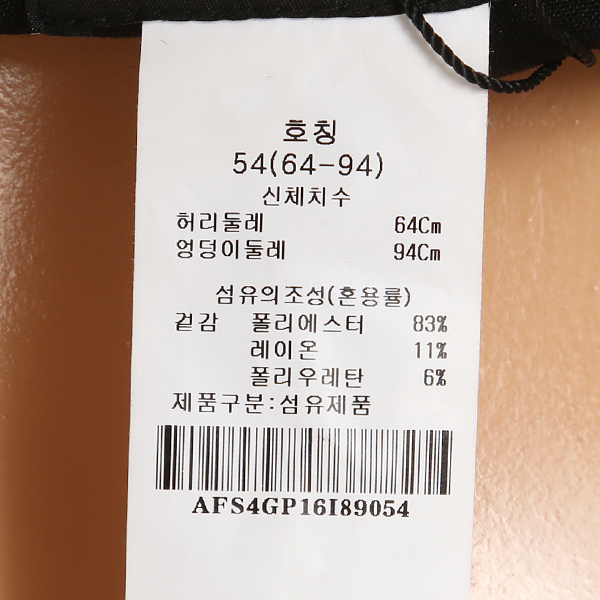 호칭
54(64-94)
신체치수
허리둘레 64Cm
엉덩이둘레 94Cm
섬유의조성(혼용률)
겉감 폴리에스터 83%
레이온 11%
폴리우레탄 6%
제품구분:섬유제품
AFS4GP16I89054